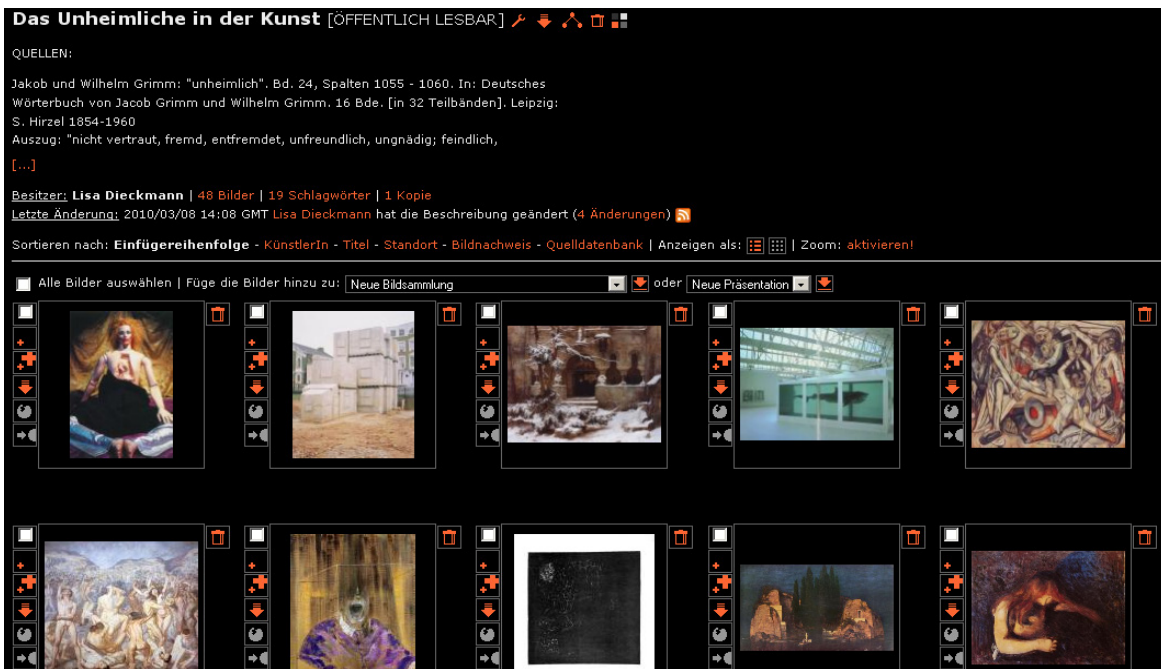 Das Unheimliche in der Kunst [ÖFFENTLICH LESBAR]
QUELLEN:
Jakob und Wilhelm Grimm: "unheimlich". Bd. 24, Spalten 1055 - 1060. In: Deutsches
Wörterbuch von Jacob Grimm und Wilhelm Grimm. 16 Bde. [in 32 Teilbänden]. Leipzig:
S. Hirzel 1854-1960
Auszug: "nicht vertraut, fremd, entfremdet, unfreundlich, ungnädig; feindlich,
[...]
Besitzer: Lisa Dieckmann | 48 Bilder | 19 Schlagwörter | 1 Kopie
Letzte Änderung: 2010/03/08 14:08 GMT Lisa Dieckmann hat die Beschreibung geändert (4 Änderungen)
Sortieren nach: Einfügereihenfolge - KünstlerIn - Titel - Standort - Bildnachweis - Quelldatenbank | Anzeigen als: | Zoom: aktivieren!
Alle Bilder auswählen | Füge die Bilder hinzu zu: Neue Bildsammlung oder Neue Präsentation